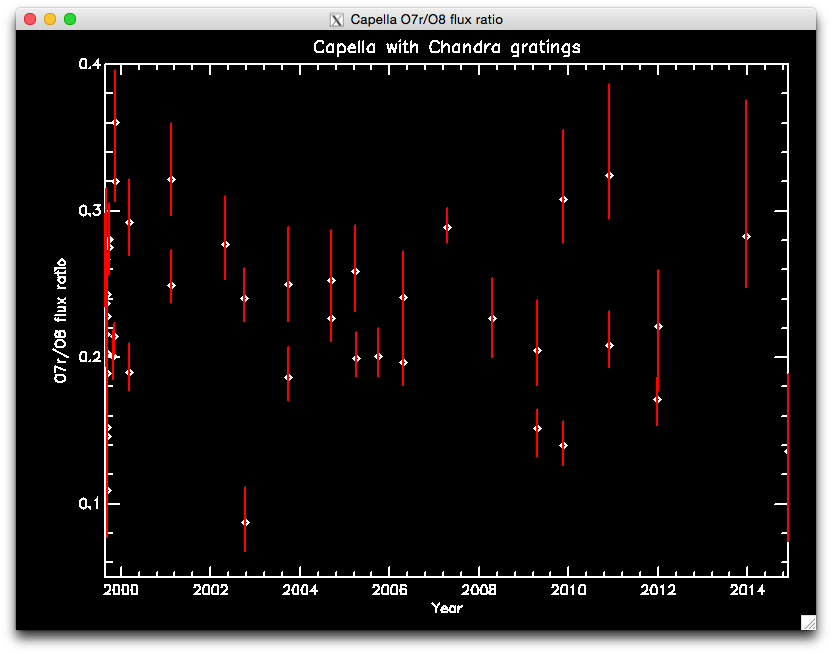 Capella O7r/O8 flux ratio
Capella with Chandra gratings
0.4
0.3
0.2
0.1
O7r/O8 flux ratio
2000 2002 2004 2006 2008 2010 2012 2014
Year